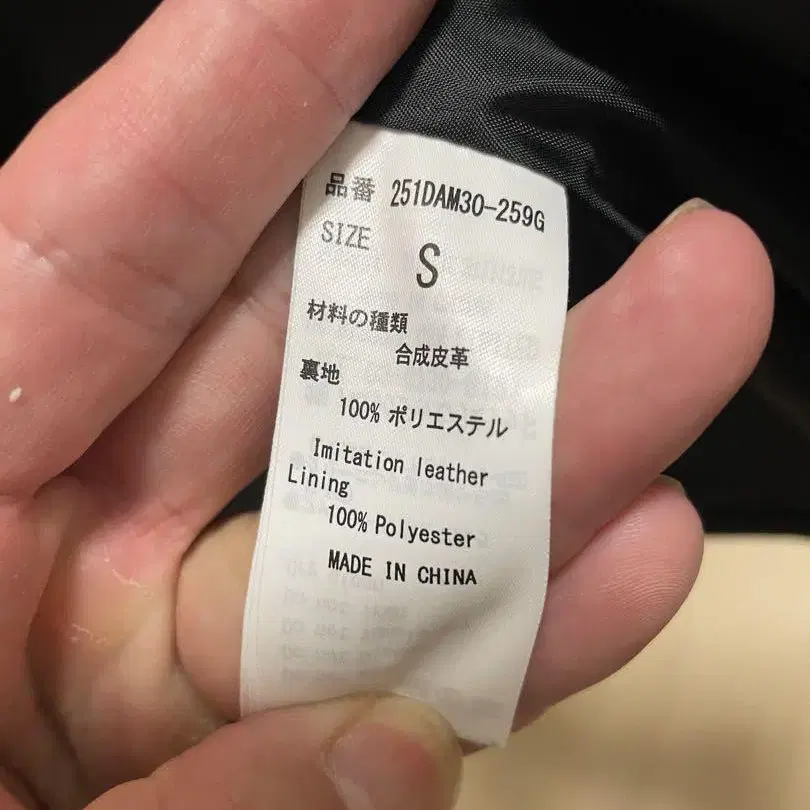 品番 251DAM30-259G
SIZE S
材料の種類
合成皮革
裏地
100% ポリエステル
Imitation leather
Lining
100% Polyester
MADE IN CHINA